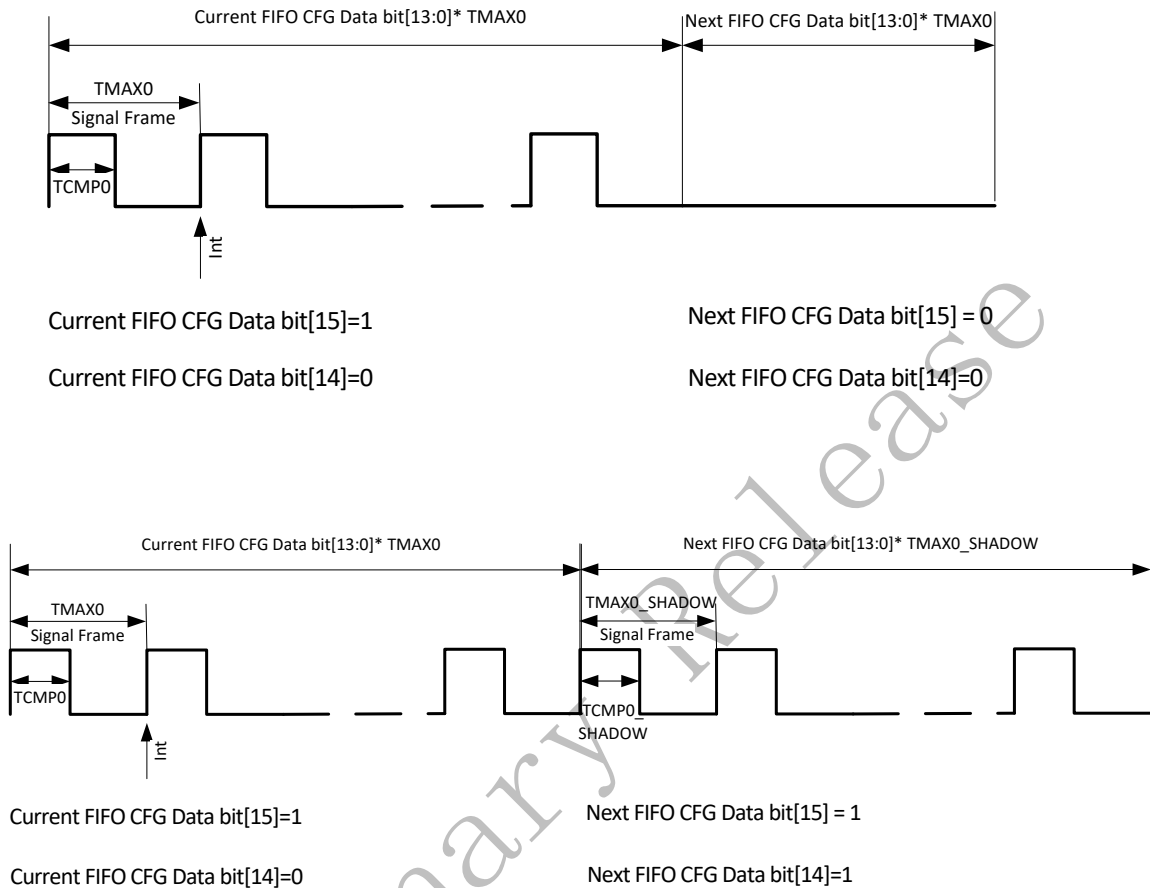 Current FIFO CFG Data bit[13:0]* TMAX0
Next FIFO CFG Data bit[13:0]* TMAX0
TMAX0
Signal Frame
TCMP0
Int
Current FIFO CFG Data bit[15]=1
Next FIFO CFG Data bit[15] = 0
Current FIFO CFG Data bit[14]=0
Next FIFO CFG Data bit[14]=0
Current FIFO CFG Data bit[13:0]* TMAX0
Next FIFO CFG Data bit[13:0]* TMAX0_SHADOW
TMAX0
Signal Frame
TMAX0_SHADOW
Signal Frame
TCMP0
TCMP0_
SHADOW
Int
Current FIFO CFG Data bit[15]=1
Next FIFO CFG Data bit[15] = 1
Current FIFO CFG Data bit[14]=0
Next FIFO CFG Data bit[14]=1
Release